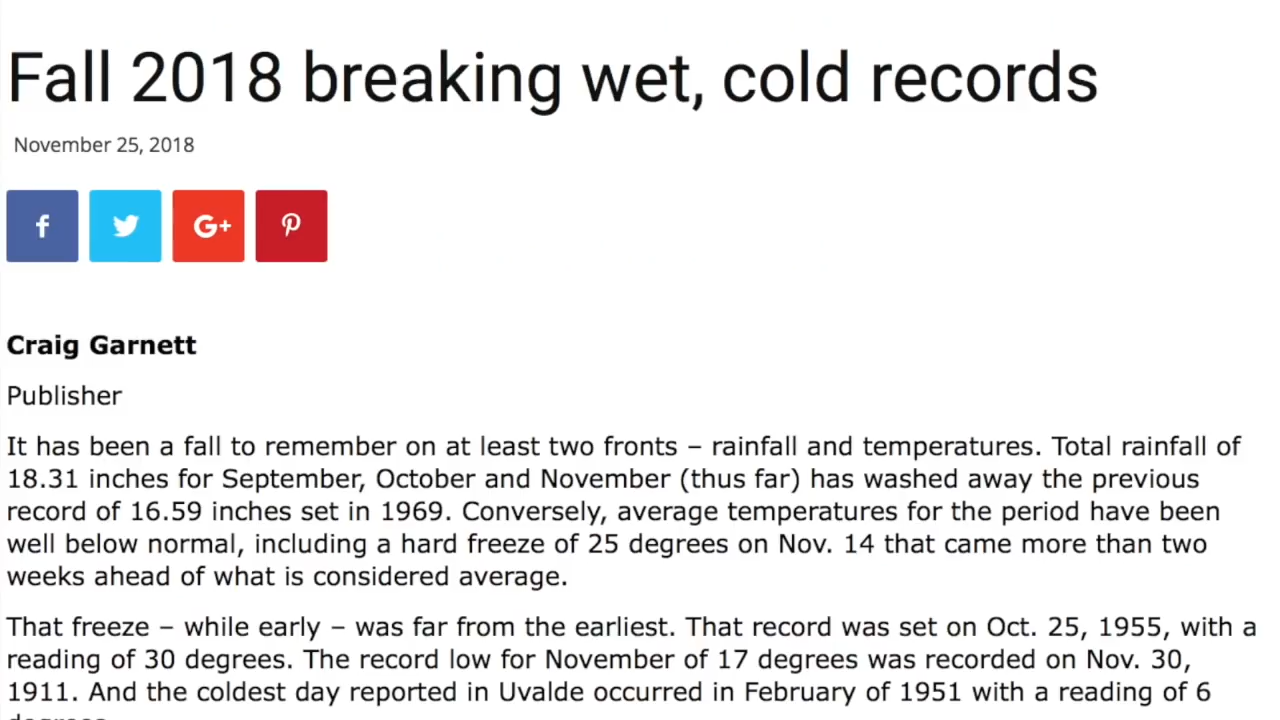 Fall 2018 breaking wet, cold records
November 25, 2018
f G+
Craig Garnett
Publisher
It has been a fall to remember on at least two fronts – rainfall and temperatures. Total rainfall of
18.31 inches for September, October and November (thus far) has washed away the previous
record of 16.59 inches set in 1969. Conversely, average temperatures for the period have been
well below normal, including a hard freeze of 25 degrees on Nov. 14 that came more than two
weeks ahead of what is considered average.
That freeze – while early – was far from the earliest. That record was set on Oct. 25, 1955, with a
reading of 30 degrees. The record low for November of 17 degrees was recorded on Nov. 30,
1911. And the coldest day reported in Uvalde occurred in February of 1951 with a reading of 6